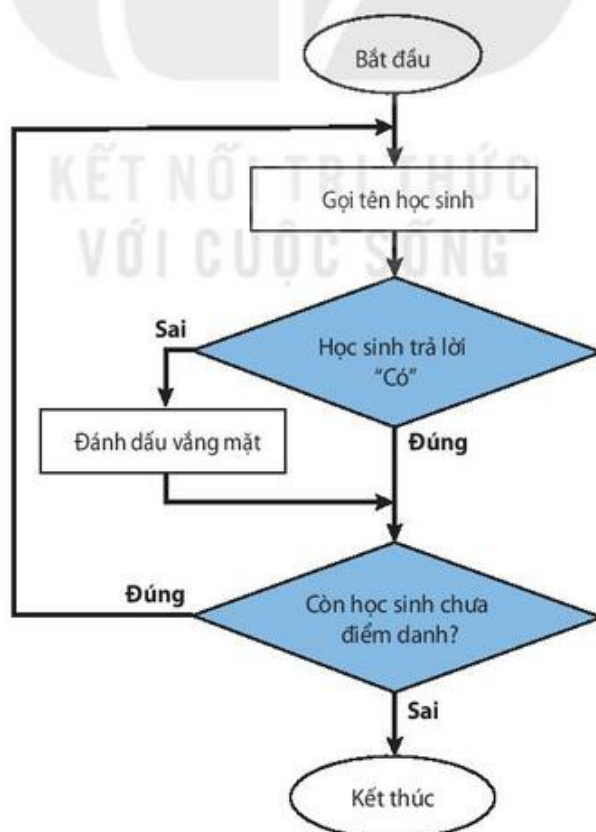 Bắt đầu
KẾT NỐI TRI THỨC
VỚI CUỘC SỐNG
Gọi tên học sinh
Sai
Học sinh trả lời
“Có”
Đánh dấu vắng mặt
Đúng
Đúng
Còn học sinh chưa
điểm danh?
Sai
Kết thúc